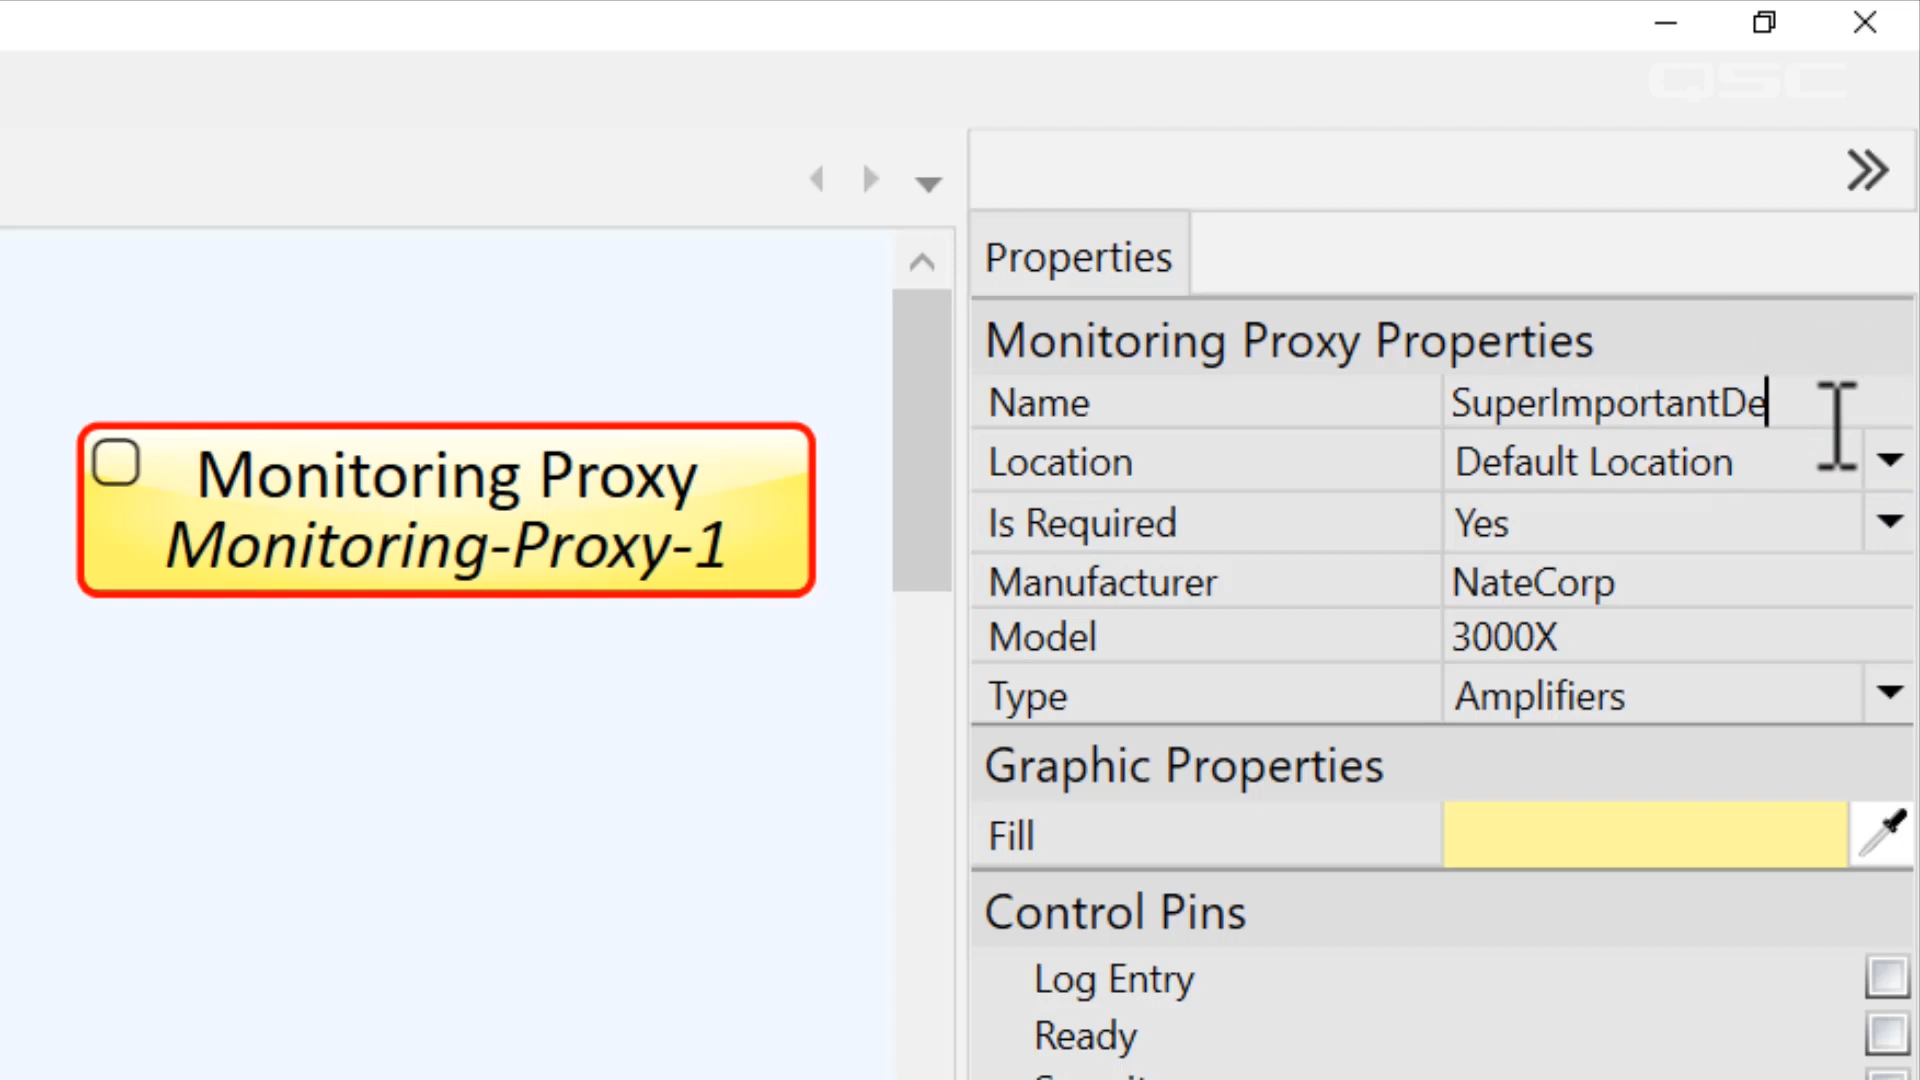 QSC
Properties
Monitoring Proxy Properties
Name SuperImportantDe
Location Default Location
Is Required Yes
Manufacturer NateCorp
Model 3000X
Type Amplifiers
Graphic Properties
Fill
Control Pins
Log Entry
Ready
Monitoring Proxy
Monitoring-Proxy-1